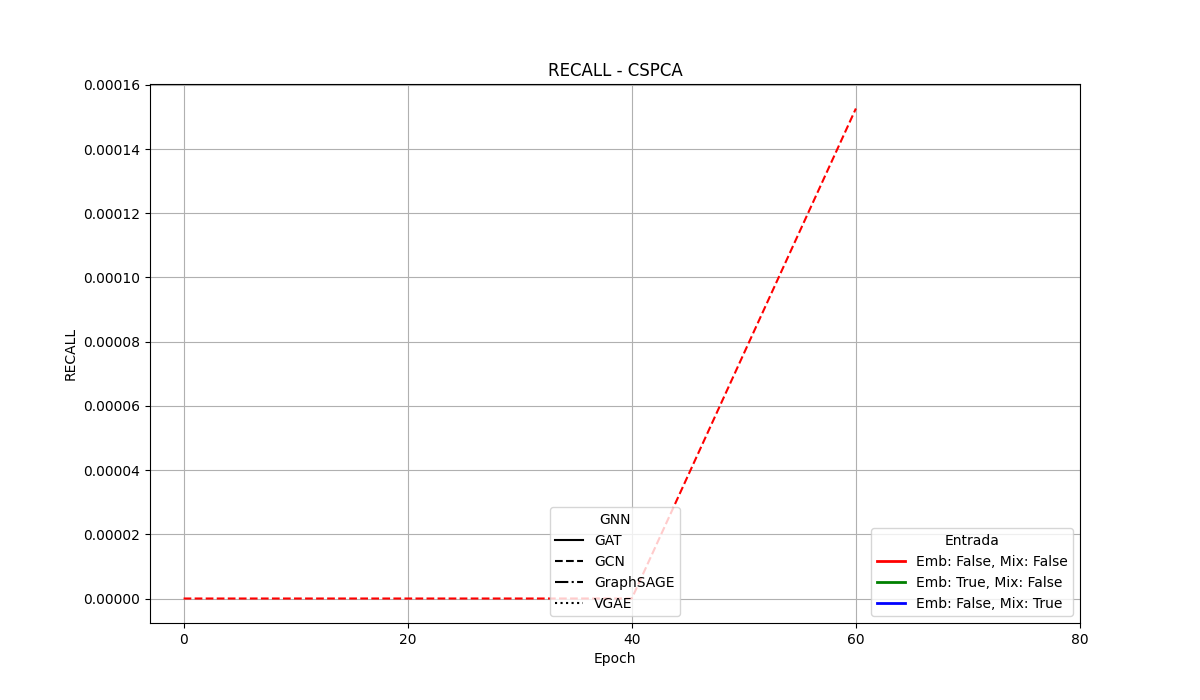 RECALL - CSPCA
0.00016
0.00014
0.00012
0.00010
0.00008
0.00006
0.00004
0.00002
0.00000
RECALL
0
20
40
60
80
Epoch
GNN
GAT
GCN
GraphSAGE
VGAE
Entrada
Emb: False, Mix: False
Emb: True, Mix: False
Emb: False, Mix: True